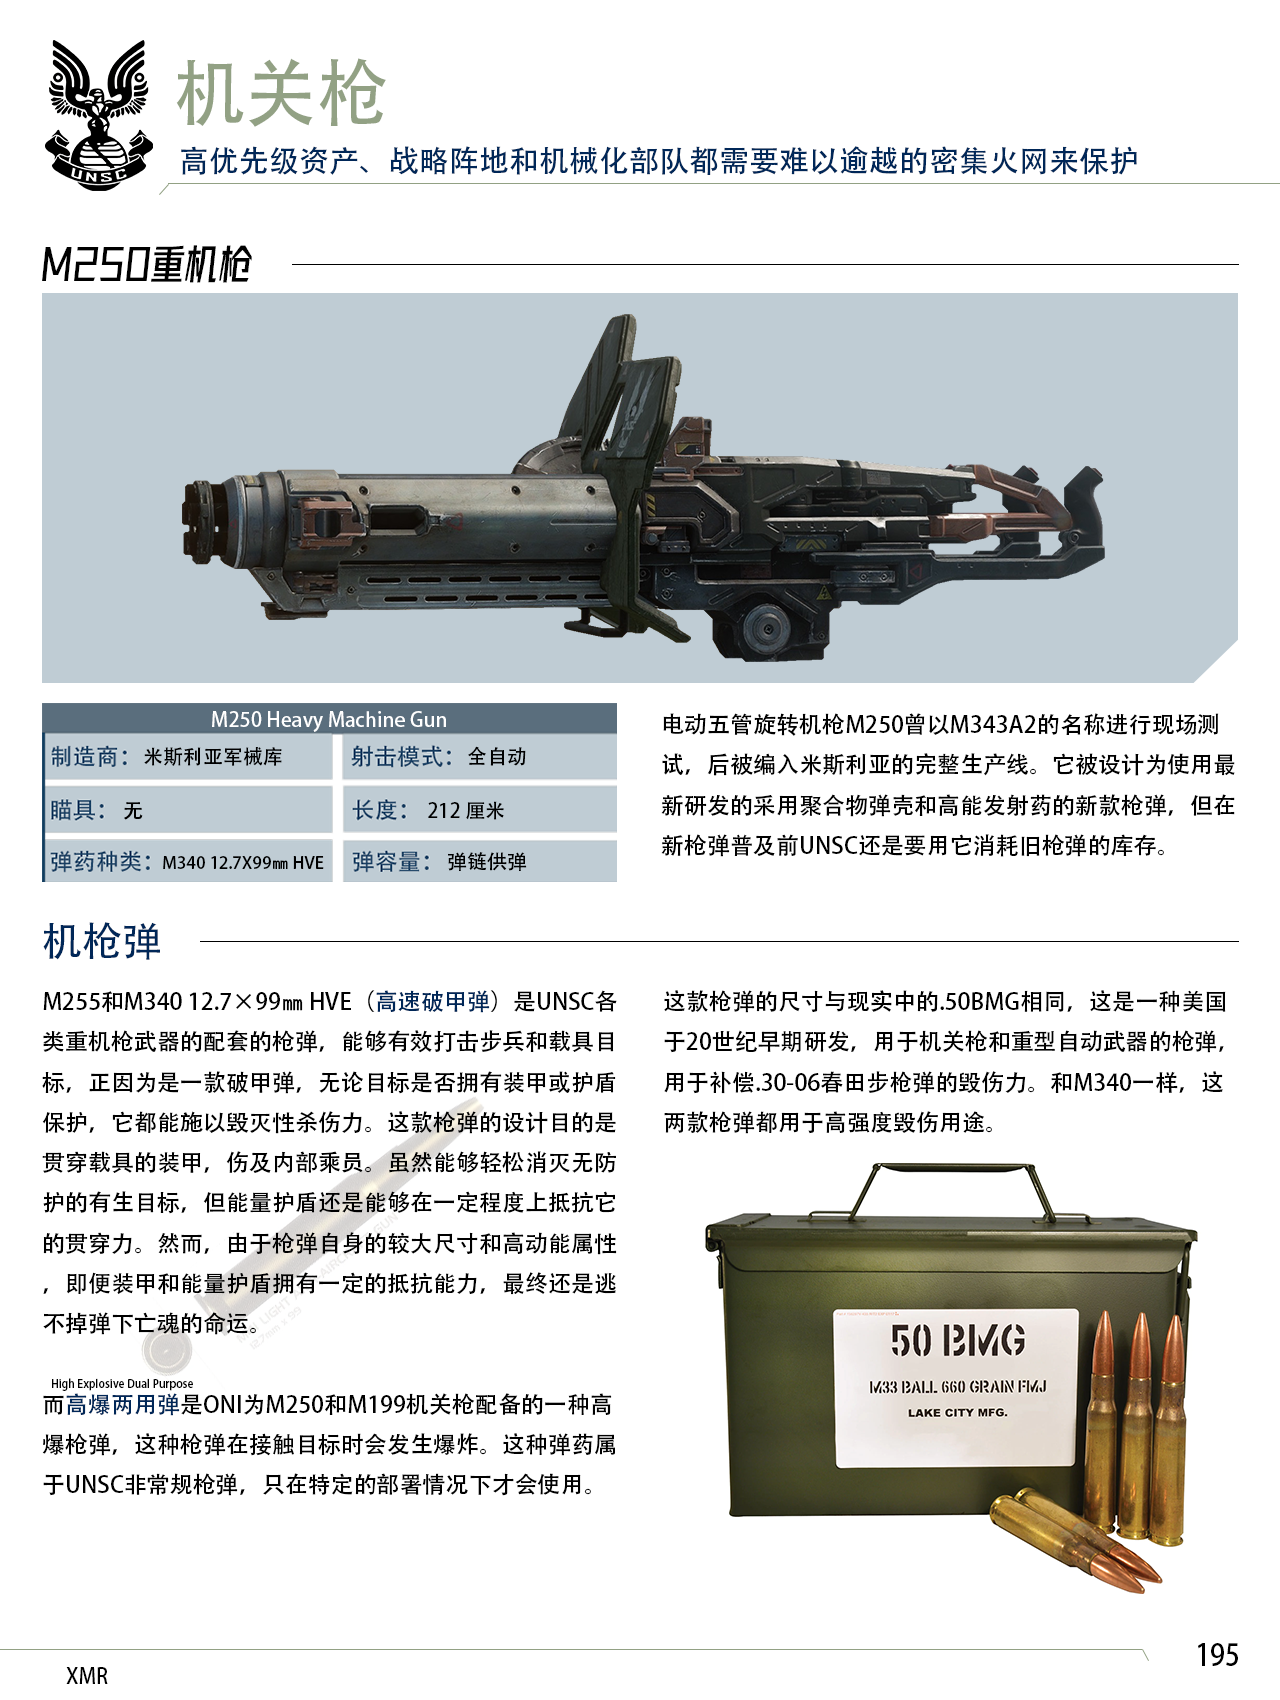 UNSC
机关枪
高优先级资产、战略阵地和机械化部队都需要难以逾越的密集火网来保护
M250重机枪
M250 Heavy Machine Gun
制造商：米斯利亚军械库
射击模式：全自动
瞄具：无
长度：212 厘米
弹药种类：M340 12.7X99㎜ HVE
弹容量：弹链供弹
电动五管旋转机枪M250曾以M343A2的名称进行现场测
试，后被编入米斯利亚的完整生产线。它被设计为使用最
新研发的采用聚合物弹壳和高能发射药的新款枪弹，但在
新枪弹普及前UNSC还是要用它消耗旧枪弹的库存。
机枪弹
M255和M340 12.7×99㎜ HVE（高速破甲弹）是UNSC各
类重机枪武器的配套的枪弹，能够有效打击步兵和载具目
标，正因为是一款破甲弹，无论目标是否拥有装甲或护盾
保护，它都能施以毁灭性杀伤力。这款枪弹的设计目的是
贯穿载具的装甲，伤及内部乘员。虽然能够轻松消灭无防
护的有生目标，但能量护盾还是能够在一定程度上抵抗它
的贯穿力。然而，由于枪弹自身的较大尺寸和高动能属性
，即便装甲和能量护盾拥有一定的抵抗能力，最终还是逃
不掉弹下亡魂的命运。
High Explosive Dual Purpose
而高爆两用弹是ONI为M250和M199机关枪配备的一种高
爆枪弹，这种枪弹在接触目标时会发生爆炸。这种弹药属
于UNSC非常规枪弹，只在特定的部署情况下才会使用。
这款枪弹的尺寸与现实中的.50BMG相同，这是一种美国
于20世纪早期研发，用于机关枪和重型自动武器的枪弹，
用于补偿.30-06春田步枪弹的毁伤力。和M340一样，这
两款枪弹都用于高强度毁伤用途。
50 BMG
M33 BALL 660 GRAIN FMJ
LAKE CITY MFG.
195
XMR